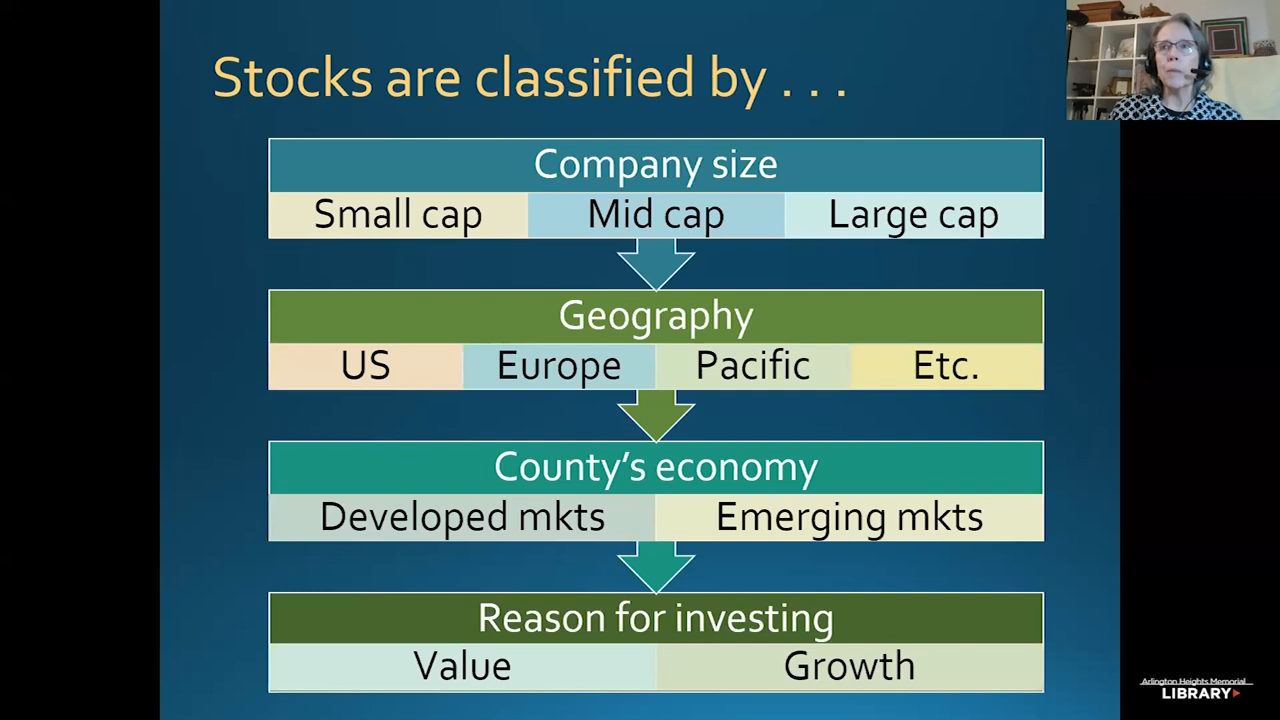 Stocks are classified by . . .
Company size
Small cap Mid cap Large cap
Geography
US Europe Pacific Etc.
County's economy
Developed mkts Emerging mkts
Reason for investing
Value Growth
Arlington Heights Memorial
LIBRARY